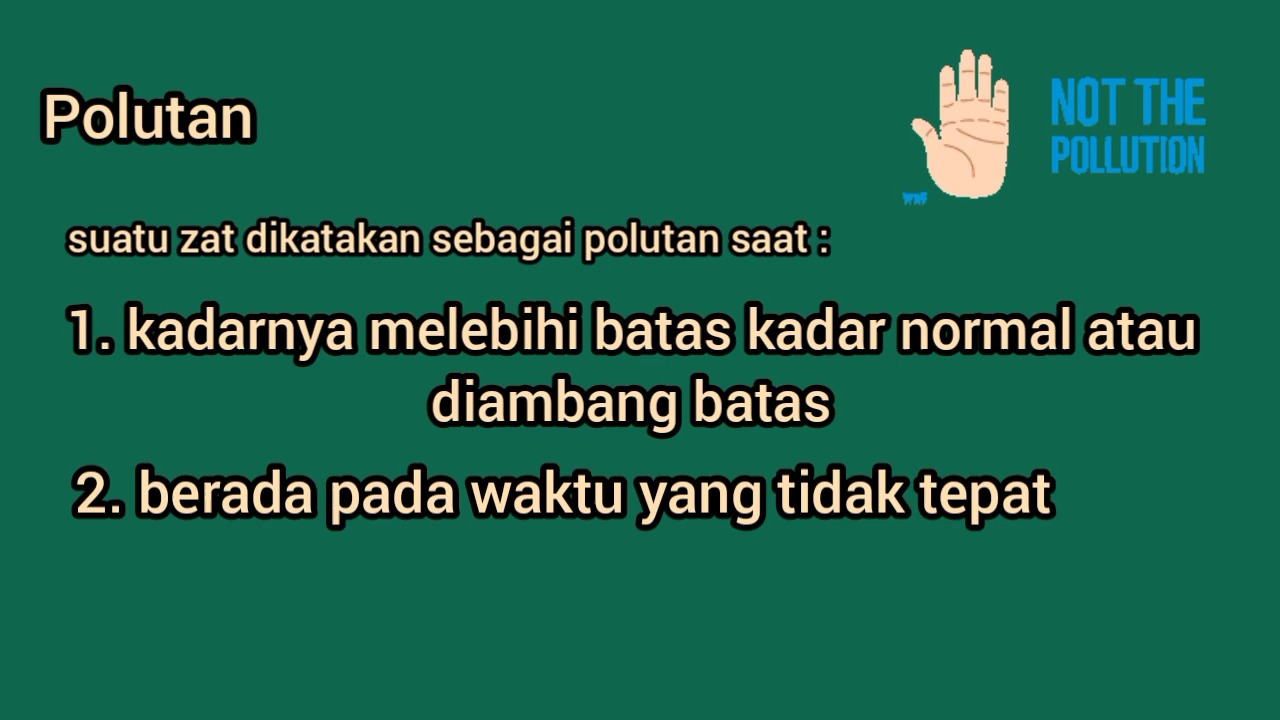 Polutan
NOT THE
POLLUTION
WWF
suatu zat dikatakan sebagai polutan saat :
1. kadarnya melebihi batas kadar normal atau
diambang batas
2. berada pada waktu yang tidak tepat